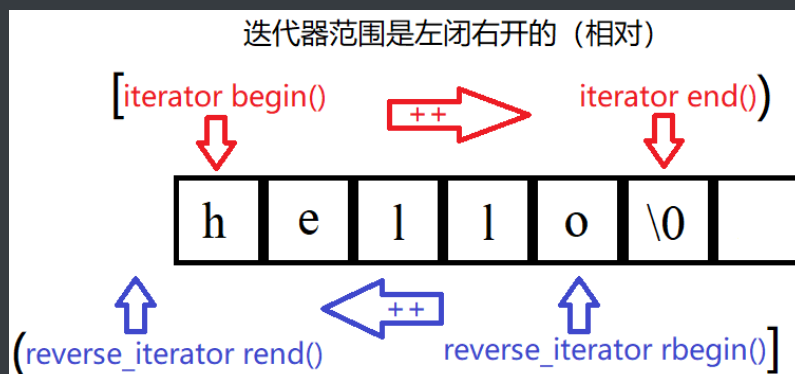 迭代器范围是左闭右开的（相对）
[iterator begin() ++ iterator end())
h e l l o \0
++
(reverse_iterator rend() reverse_iterator rbegin()]